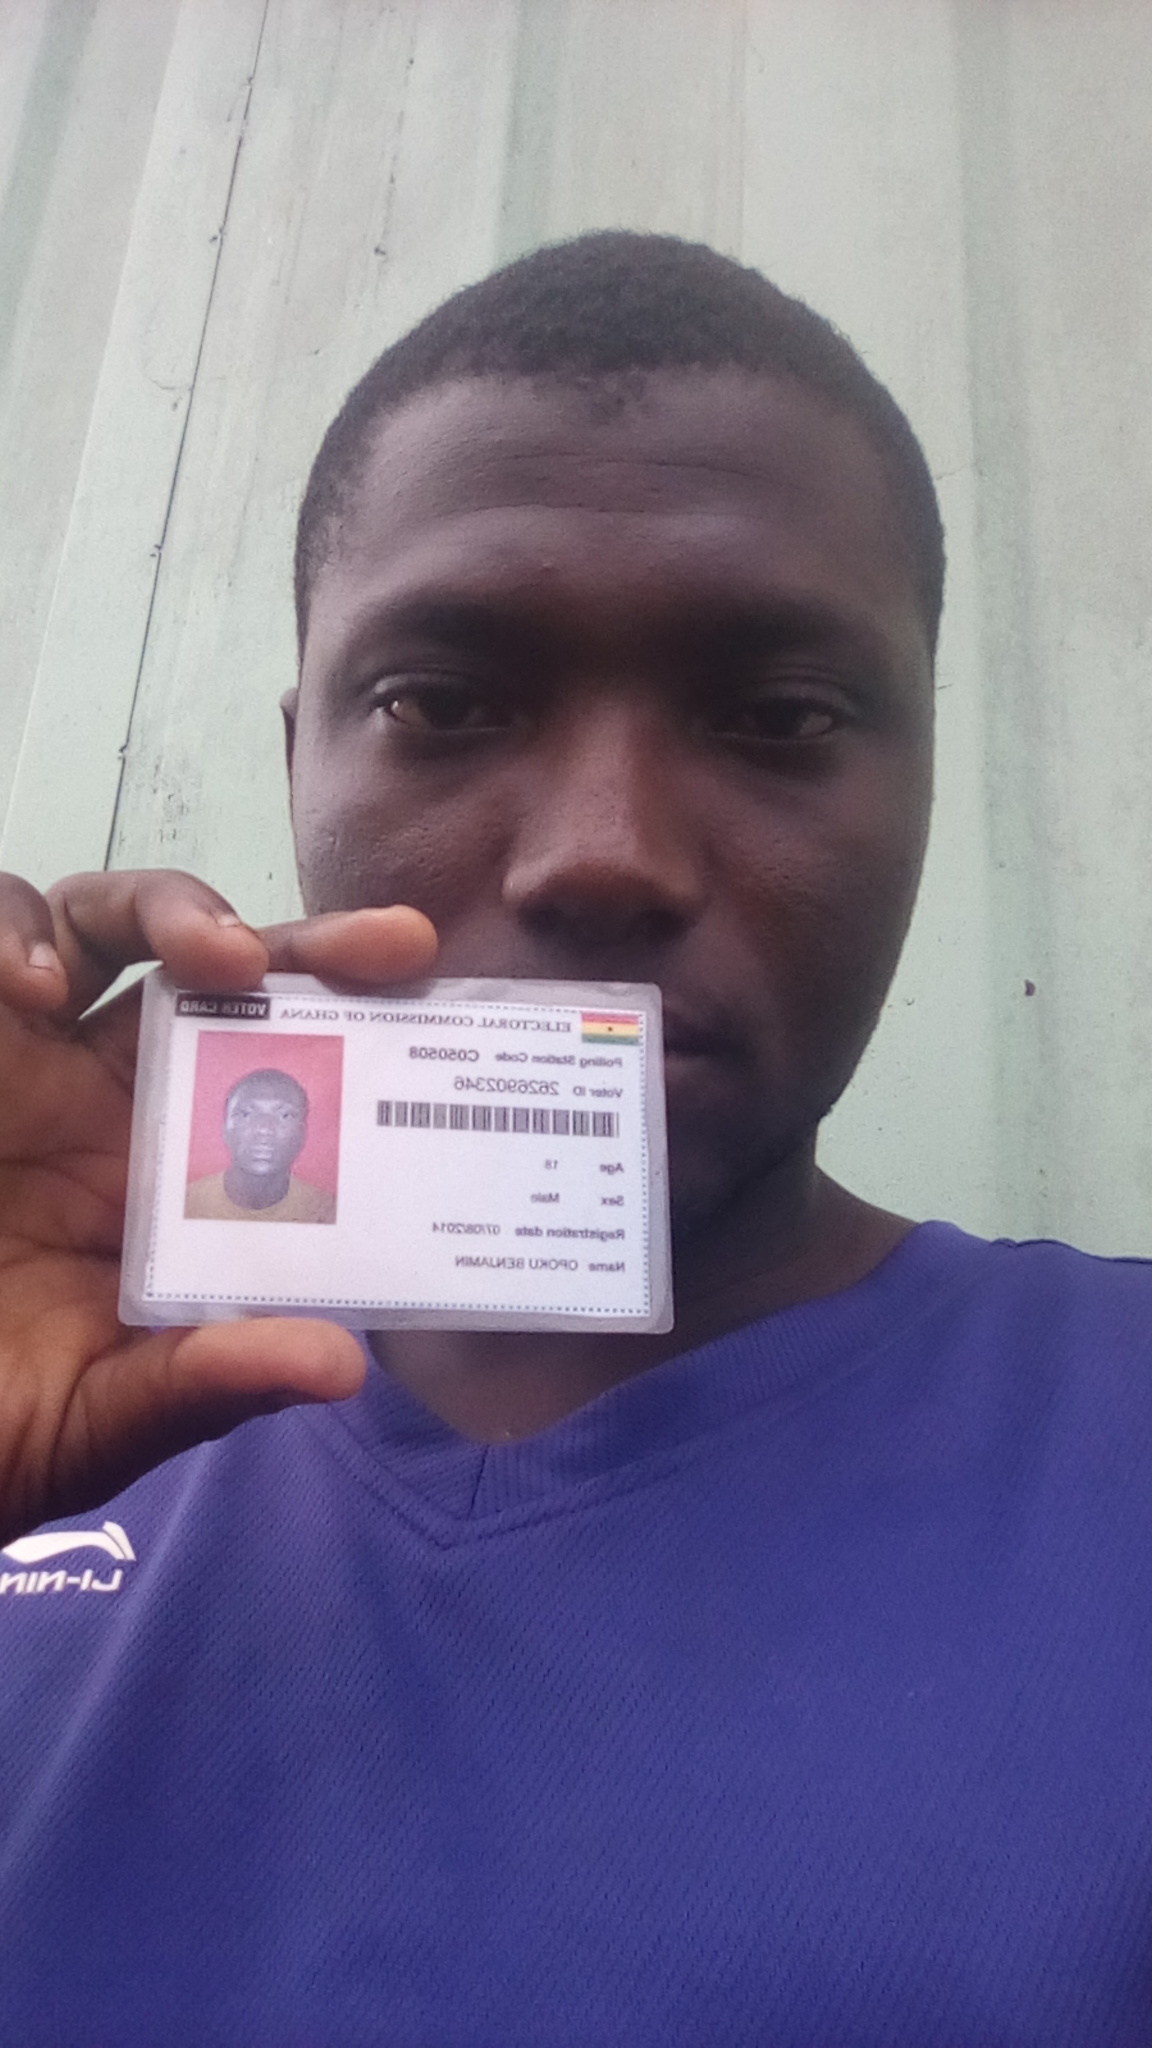 ELECTORAL COMMISSION OF GHANA VOTER CARD
Polling Station Code C050508
Voter ID 2626902346
Age 18
Sex Male
Registration date 07/08/2014
Name OPOKU BENJAMIN
LI-NIN